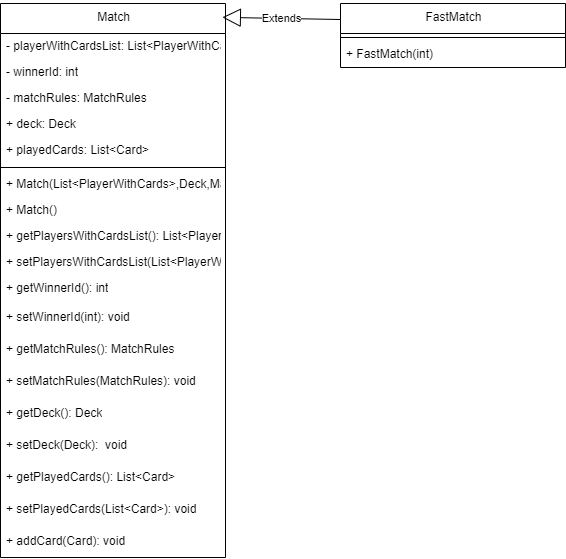 Match
- playerWithCardsList: List<PlayerWithC
- winnerId: int
- matchRules: MatchRules
+ deck: Deck
+ playedCards: List<Card>
+ Match(List<PlayerWithCards>,Deck,Ma
+ Match()
+ getPlayersWithCardsList(): List<Player
+ setPlayersWithCardsList(List<PlayerW
+ getWinnerId(): int
+ setWinnerId(int): void
+ getMatchRules(): MatchRules
+ setMatchRules(MatchRules): void
+ getDeck(): Deck
+ setDeck(Deck):  void
+ getPlayedCards(): List<Card>
+ setPlayedCards(List<Card>): void
+ addCard(Card): void
Extends
FastMatch
+ FastMatch(int)